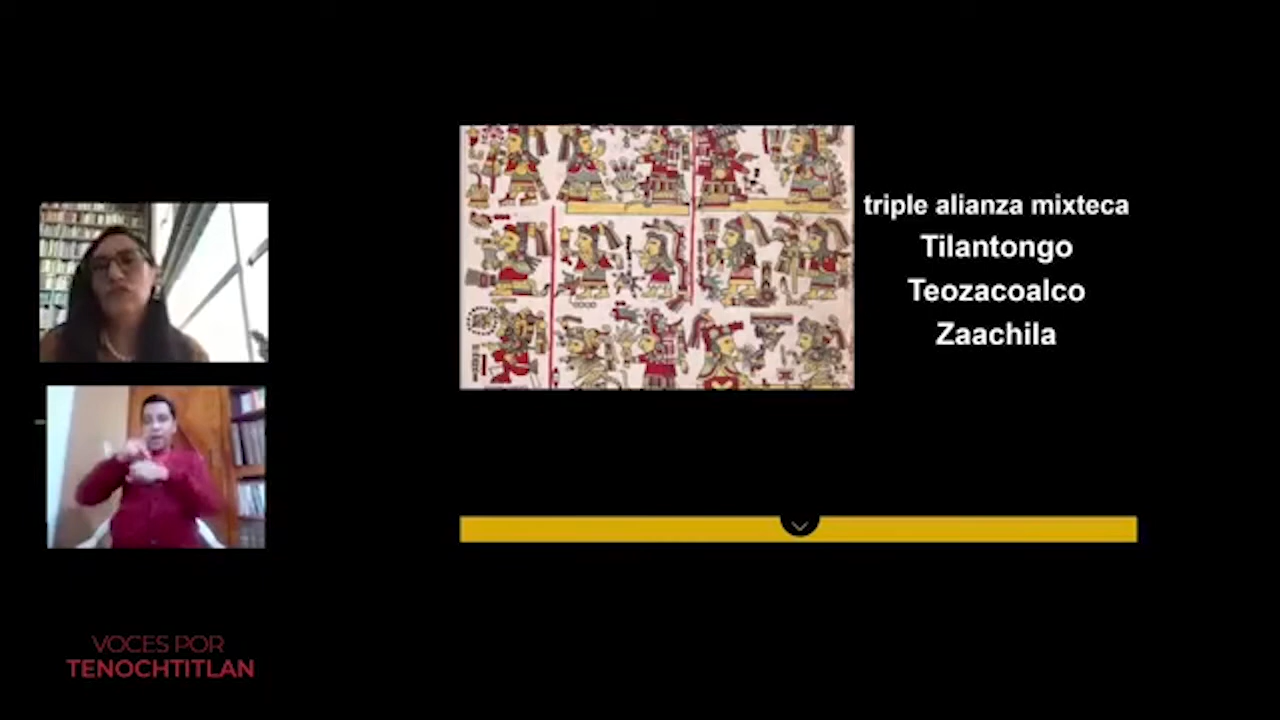 triple alianza mixteca
Tilantongo
Teozacoalco
Zaachila
VOCES POR
TENOCHTITLAN